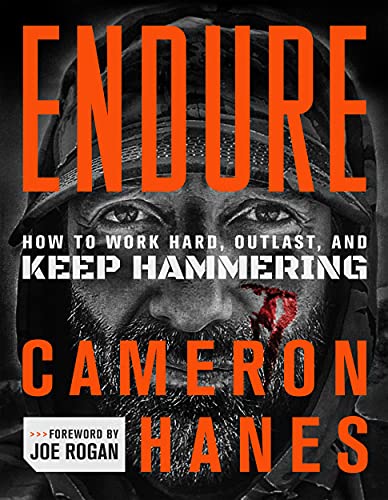 ENDURE
HOW TO WORK HARD, OUTLAST, AND
KEEP HAMMERING
CAMERON
HANES
>>> FOREWORD BY
JOE ROGAN